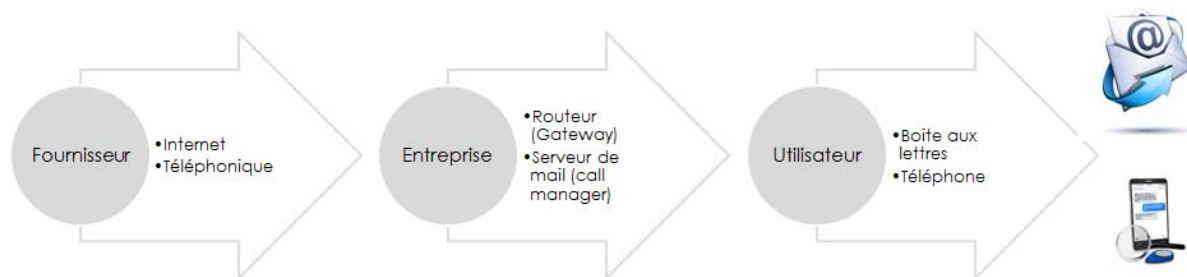 Fournisseur
•Internet
•Téléphonique
Entreprise
•Routeur
(Gateway)
•Serveur de
mail (call
manager)
Utilisateur
•Boite aux
lettres
•Téléphone
@